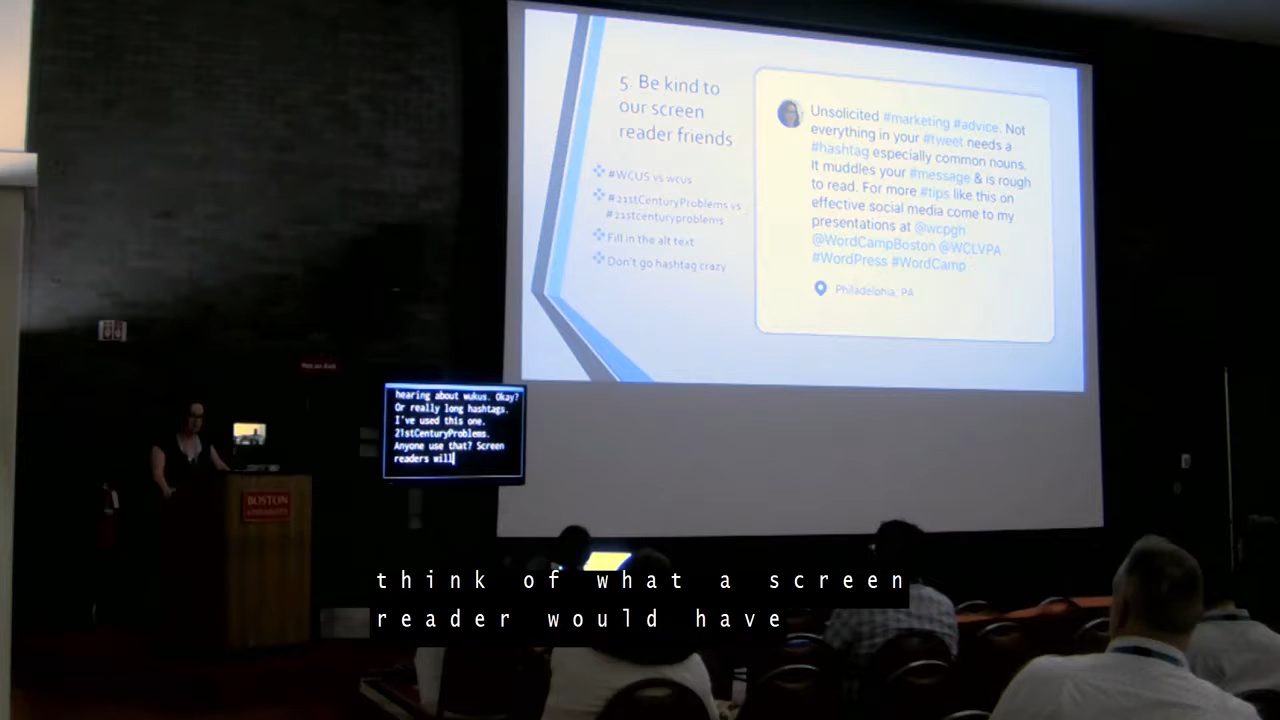 5. Be kind to
our screen
reader friends
#WCUS vs wcus
#21stCenturyProblems vs
#21stcenturyproblems
Fill in the alt text
Don't go hashtag crazy
Unsolicited #marketing #advice. Not
everything in your #tweet needs a
#hashtag especially common nouns.
It muddles your #message & is rough
to read. For more #tips like this on
effective social media come to my
presentations at @wcpgh
@WordCampBoston @WCLVPA
#WordPress #WordCamp
Philadelphia, PA
hearing about wukus. Okay?
Or really long hashtags.
I've used this one.
21stCenturyProblems.
Anyone use that? Screen
readers will
BOSTON
UNIVERSITY
think of what a screen
reader would have